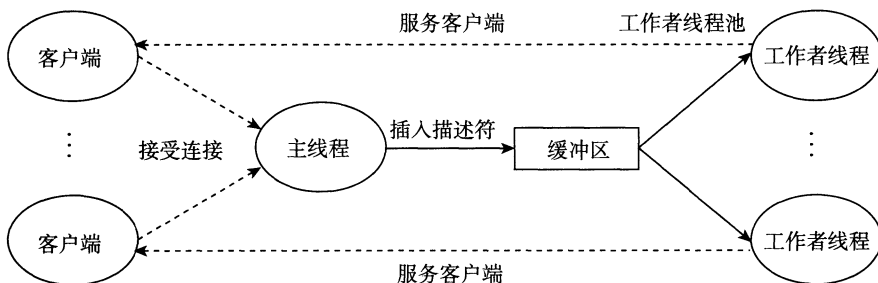 服务客户端
工作者线程池
客户端
工作者线程
插入描述符
⋮
接受连接
主线程
缓冲区
⋮
客户端
工作者线程
服务客户端